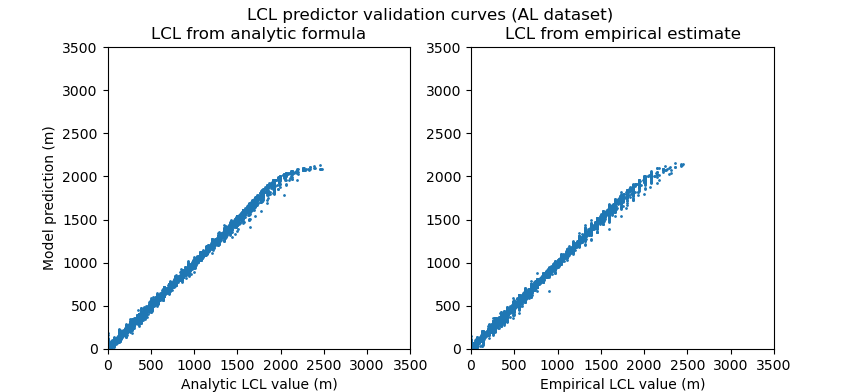 LCL predictor validation curves (AL dataset)
LCL from analytic formula
LCL from empirical estimate
3500
3000
2500
2000
1500
1000
500
0
Model prediction (m)
0 500 1000 1500 2000 2500 3000 3500
Analytic LCL value (m)
3500
3000
2500
2000
1500
1000
500
0
0 500 1000 1500 2000 2500 3000 3500
Empirical LCL value (m)